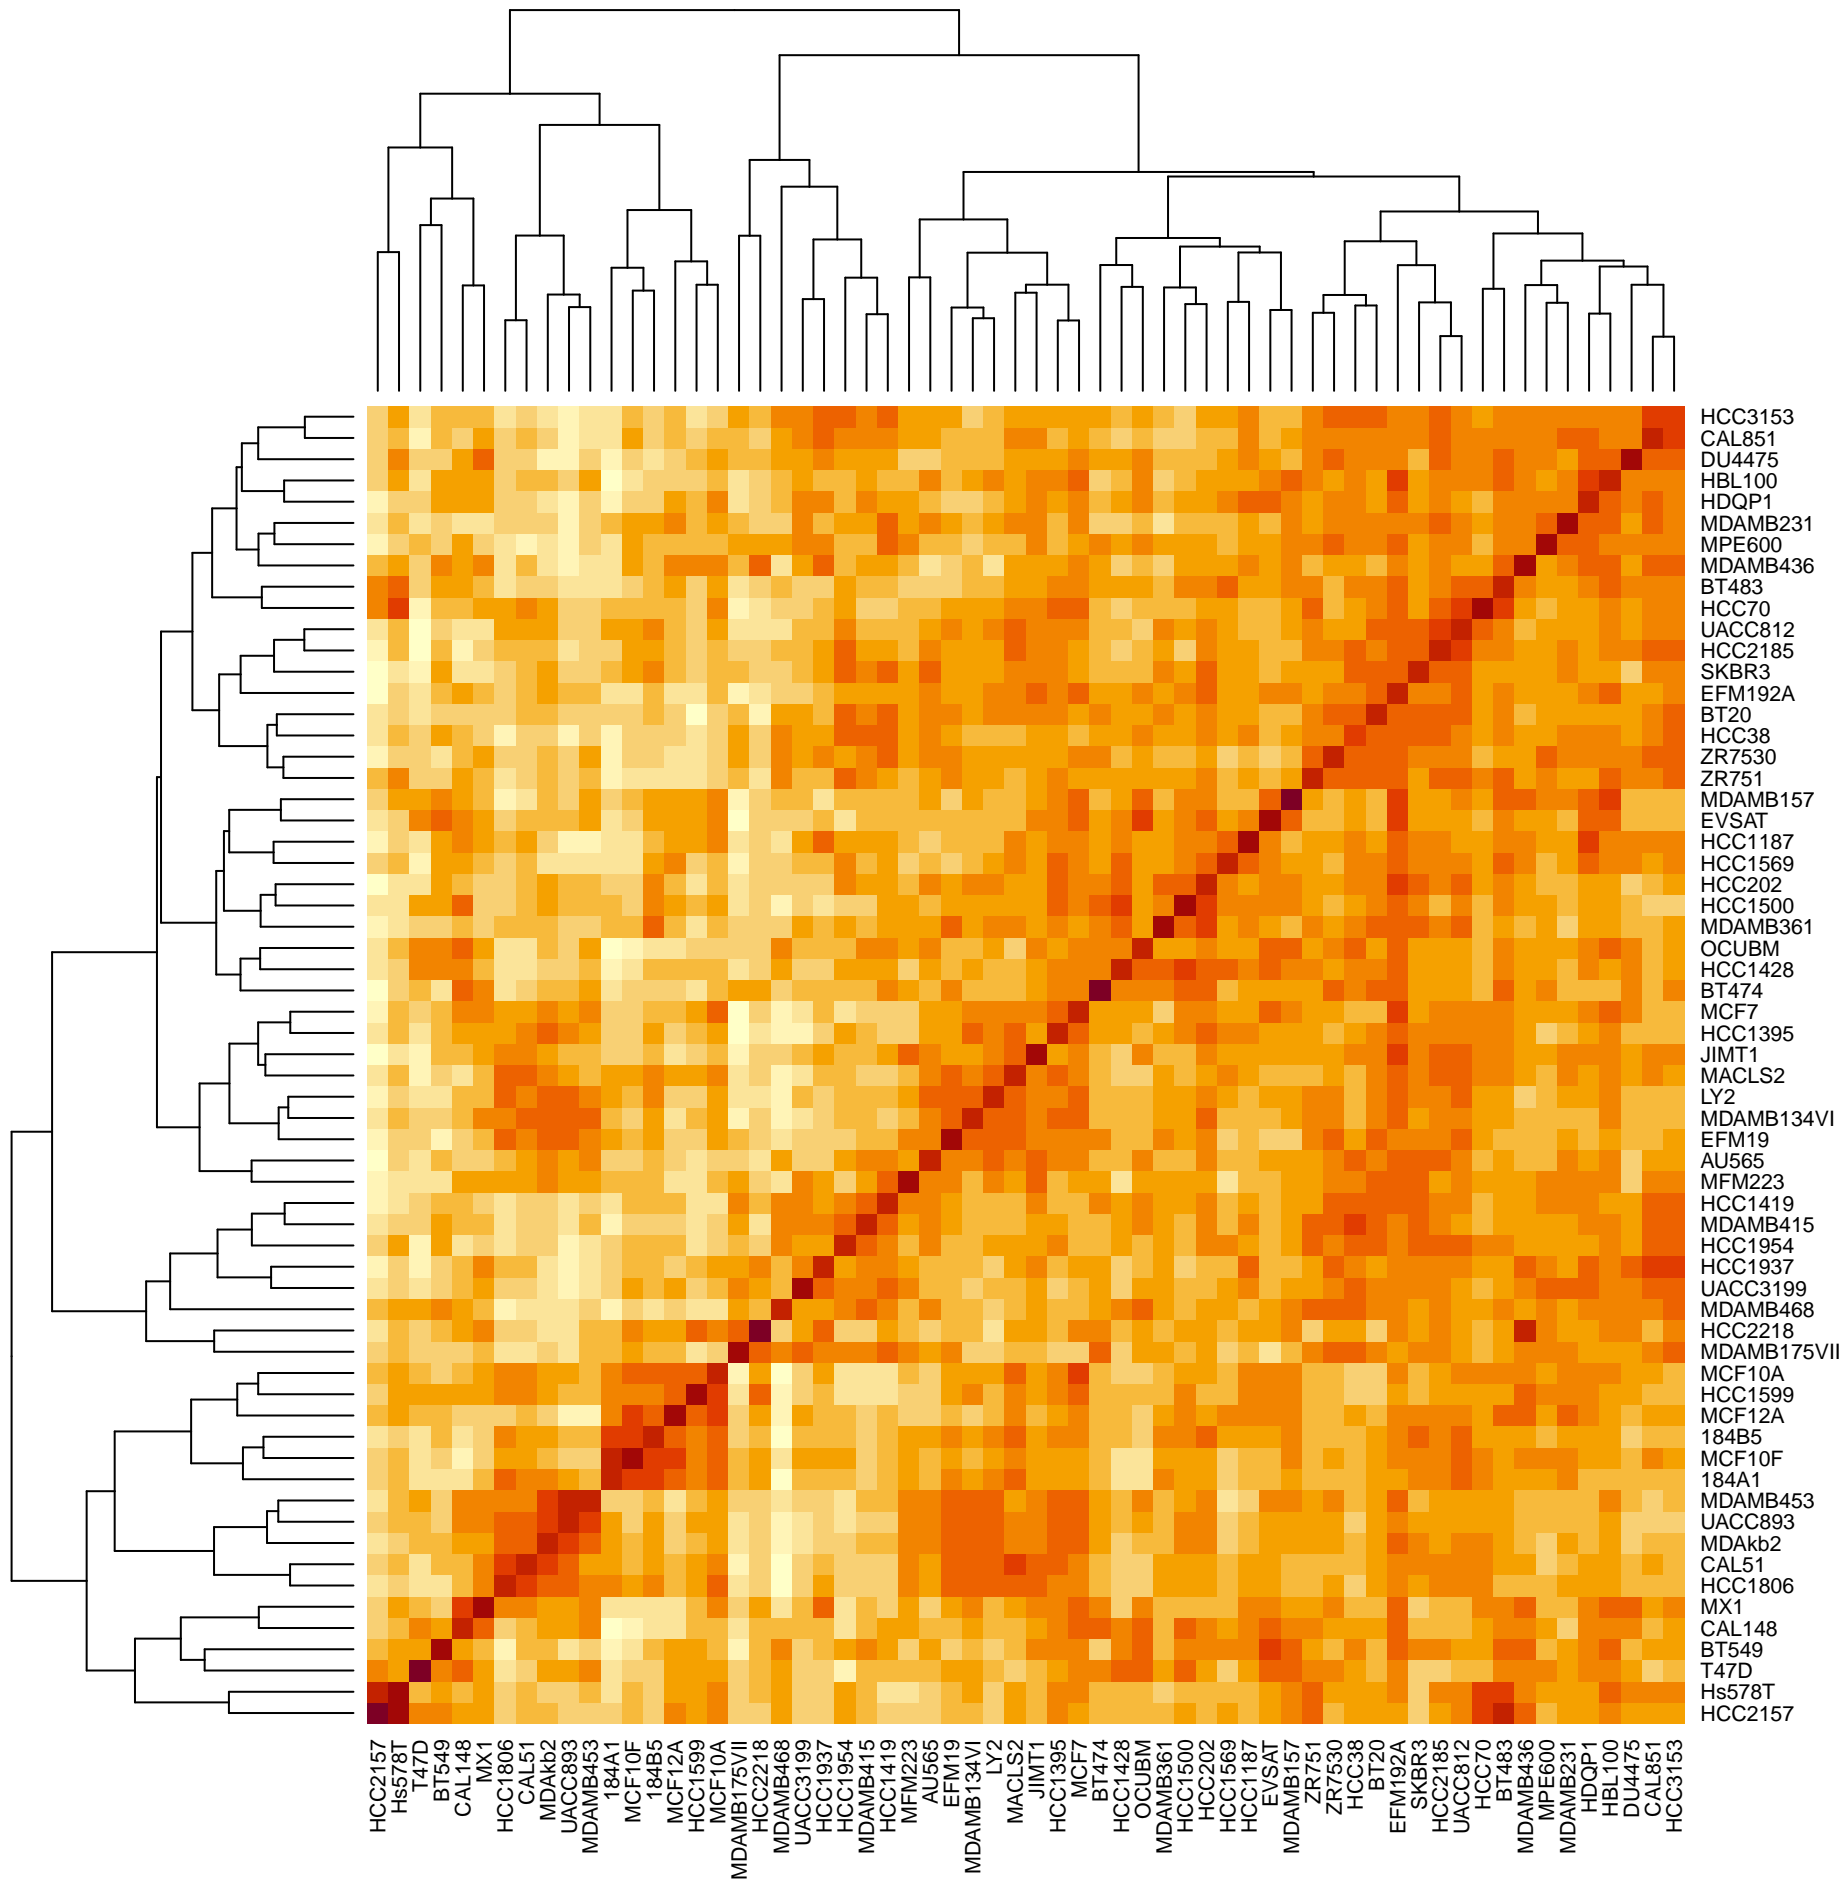 HCC3153
CAL851
DU4475
HBL100
HDQP1
MDAMB231
MPE600
MDAMB436
BT483
HCC70
UACC812
HCC2185
SKBR3
EFM192A
BT20
HCC38
ZR7530
ZR751
MDAMB157
EVSAT
HCC1187
HCC1569
HCC202
HCC1500
MDAMB361
OCUBM
HCC1428
BT474
MCF7
HCC1395
JIMT1
MACLS2
LY2
MDAMB134VI
EFM19
AU565
MFM223
HCC1419
MDAMB415
HCC1954
HCC1937
UACC3199
MDAMB468
HCC2218
MDAMB175VII
MCF10A
HCC1599
MCF12A
184B5
MCF10F
184A1
MDAMB453
UACC893
MDAkb2
CAL51
HCC1806
MX1
CAL148
BT549
T47D
Hs578T
HCC2157
HCC2157
Hs578T
T47D
BT549
CAL148
MX1
HCC1806
CAL51
MDAkb2
UACC893
MDAMB453
184A1
MCF10F
184B5
MCF12A
HCC1599
MCF10A
MDAMB175VII
HCC2218
MDAMB468
UACC3199
HCC1937
HCC1954
MDAMB415
HCC1419
MFM223
AU565
EFM19
MDAMB134VI
LY2
MACLS2
JIMT1
HCC1395
MCF7
BT474
HCC1428
OCUBM
MDAMB361
HCC1500
HCC202
HCC1569
HCC1187
EVSAT
MDAMB157
ZR751
ZR7530
HCC38
BT20
EFM192A
SKBR3
HCC2185
UACC812
HCC70
BT483
MDAMB436
MPE600
MDAMB231
HDQP1
HBL100
DU4475
CAL851
HCC3153